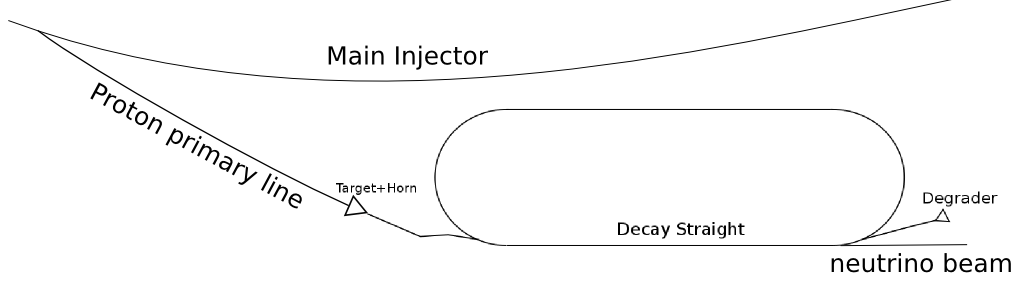 Main Injector
Proton primary line
Target+Horn
Degrader
Decay Straight
neutrino beam